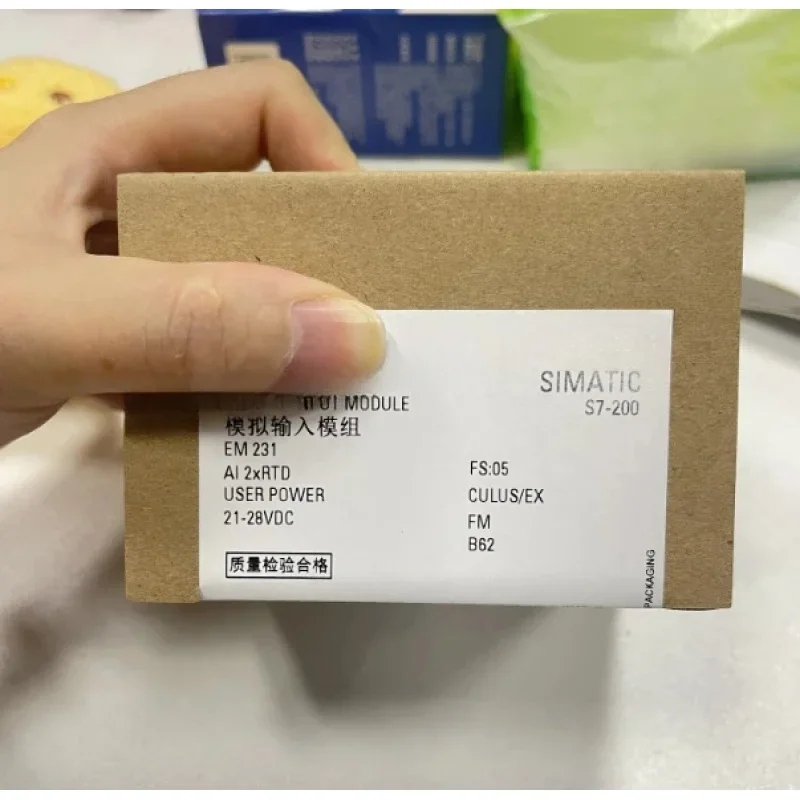 SIMATIC
S7-200
MODULE
模拟输入模组
EM 231
AI 2xRTD
USER POWER
21-28VDC
FS:05
CULUS/EX
FM
B62
质量检验合格
PACKAGING